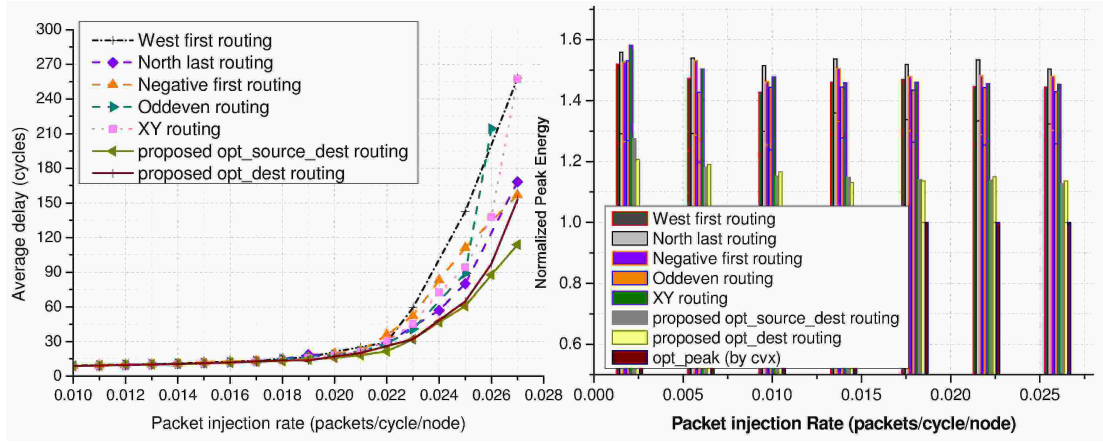 300
270
240
210
180
150
120
90
60
30
0
Average delay (cycles)
West first routing
North last routing
Negative first routing
Oddeven routing
XY routing
proposed opt_source_dest routing
proposed opt_dest routing
0.010 0.012 0.014 0.016 0.018 0.020 0.022 0.024 0.026 0.028
Packet injection rate (packets/cycle/node)
1.6
1.4
1.2
1.0
0.8
0.6
Normalized Peak Energy
West first routing
North last routing
Negative first routing
Oddeven routing
XY routing
proposed opt_source_dest routing
proposed opt_dest routing
opt_peak (by cvx)
0.000 0.005 0.010 0.015 0.020 0.025
Packet injection Rate (packets/cycle/node)